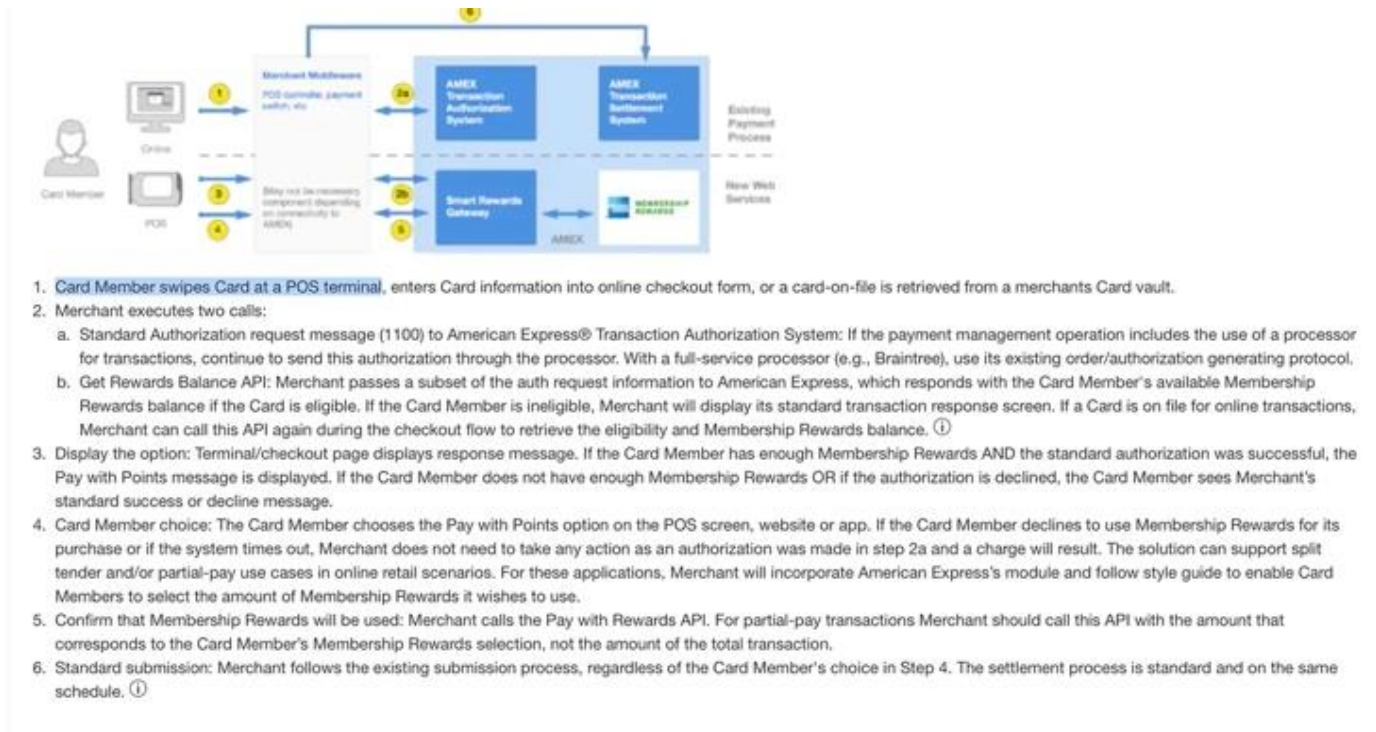 6
Merchant Middleware
POS controller, payment
switch, etc
1
2a
AMEX
Transaction
Authorization
System
AMEX
Transaction
Settlement
System
Existing
Payment
Process
Online
Card Member
3
4
POS
(May not be necessary
component depending
on connectivity to
AMEX)
2b
5
Smart Rewards
Gateway
MEMBERSHIP
REWARDS
AMEX
New Web
Services
1. Card Member swipes Card at a POS terminal, enters Card information into online checkout form, or a card-on-file is retrieved from a merchants Card vault.
2. Merchant executes two calls:
a. Standard Authorization request message (1100) to American Express® Transaction Authorization System: If the payment management operation includes the use of a processor
for transactions, continue to send this authorization through the processor. With a full-service processor (e.g., Braintree), use its existing order/authorization generating protocol.
b. Get Rewards Balance API: Merchant passes a subset of the auth request information to American Express, which responds with the Card Member's available Membership
Rewards balance if the Card is eligible. If the Card Member is ineligible, Merchant will display its standard transaction response screen. If a Card is on file for online transactions,
Merchant can call this API again during the checkout flow to retrieve the eligibility and Membership Rewards balance. ⓘ
3. Display the option: Terminal/checkout page displays response message. If the Card Member has enough Membership Rewards AND the standard authorization was successful, the
Pay with Points message is displayed. If the Card Member does not have enough Membership Rewards OR if the authorization is declined, the Card Member sees Merchant's
standard success or decline message.
4. Card Member choice: The Card Member chooses the Pay with Points option on the POS screen, website or app. If the Card Member declines to use Membership Rewards for its
purchase or if the system times out, Merchant does not need to take any action as an authorization was made in step 2a and a charge will result. The solution can support split
tender and/or partial-pay use cases in online retail scenarios. For these applications, Merchant will incorporate American Express's module and follow style guide to enable Card
Members to select the amount of Membership Rewards it wishes to use.
5. Confirm that Membership Rewards will be used: Merchant calls the Pay with Rewards API. For partial-pay transactions Merchant should call this API with the amount that
corresponds to the Card Member's Membership Rewards selection, not the amount of the total transaction.
6. Standard submission: Merchant follows the existing submission process, regardless of the Card Member's choice in Step 4. The settlement process is standard and on the same
schedule. ⓘ